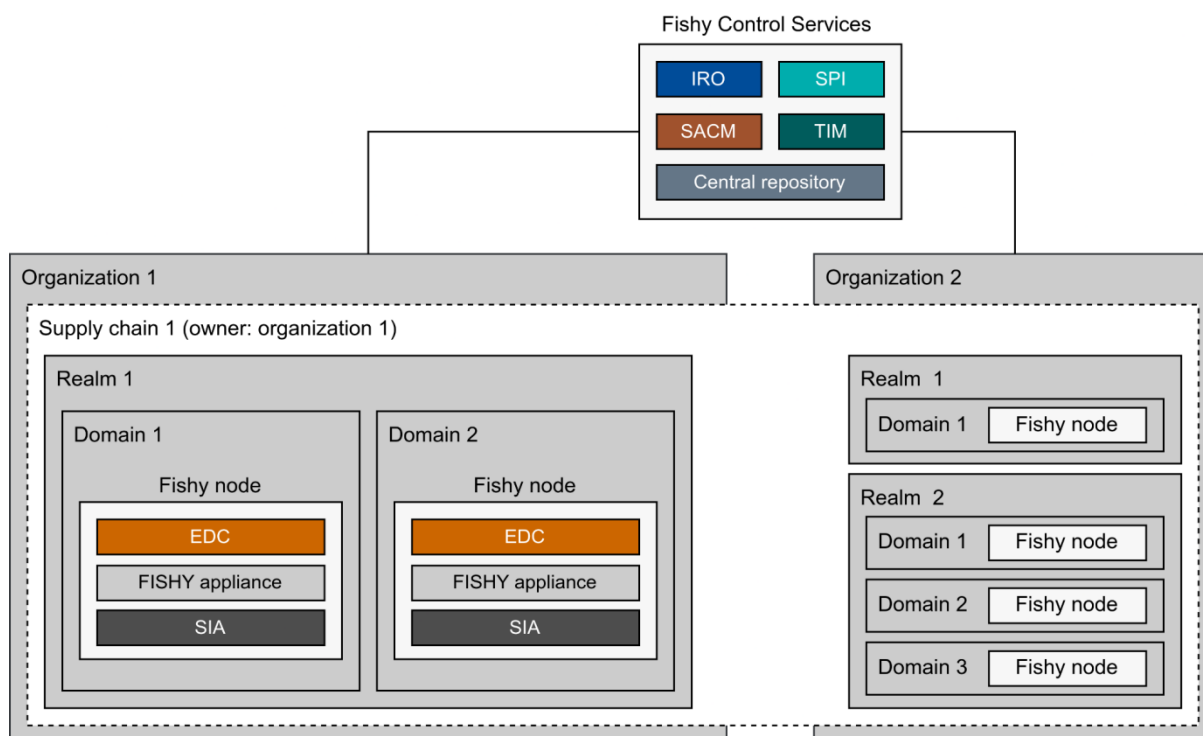 Fishy Control Services
IRO
SPI
SACM
TIM
Central repository
Organization 1
Organization 2
Supply chain 1 (owner: organization 1)
Realm 1
Domain 1
Fishy node
EDC
FISHY appliance
SIA
Domain 2
Fishy node
EDC
FISHY appliance
SIA
Realm 1
Domain 1
Fishy node
Realm 2
Domain 1
Fishy node
Domain 2
Fishy node
Domain 3
Fishy node